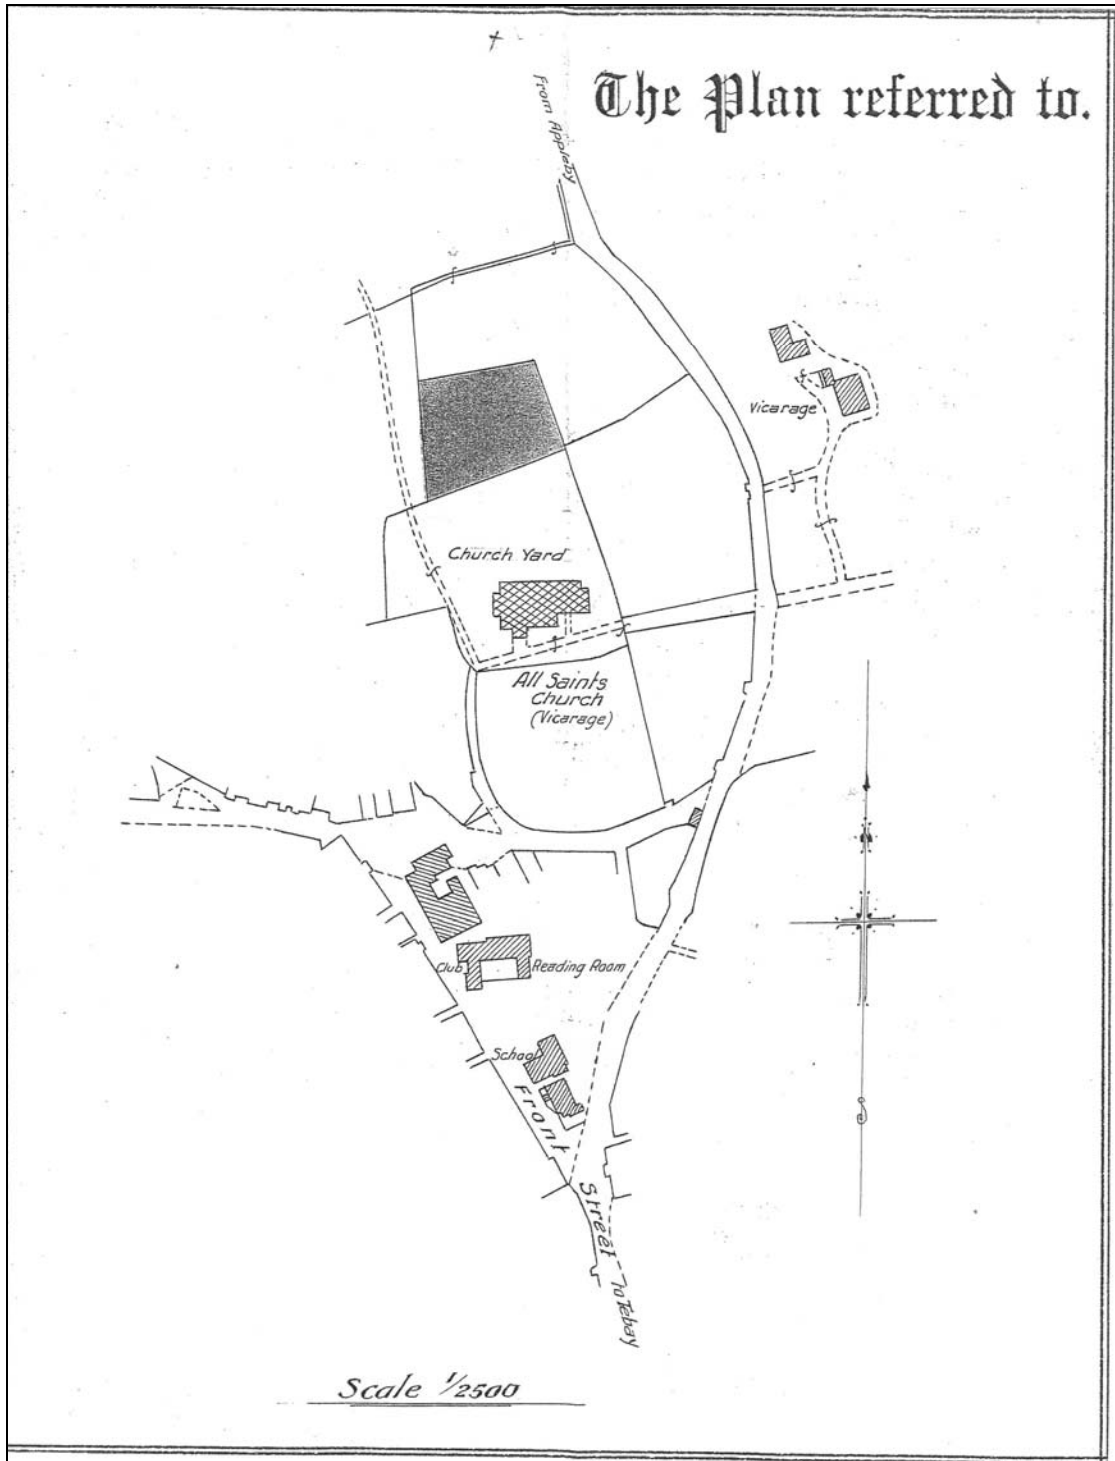 The Plan referred to.
From Appleby
Vicarage
Church Yard
All Saints
Church
(Vicarage)
Club
Reading Room
School
Front
Street
To Tebay
Scale 1/2500